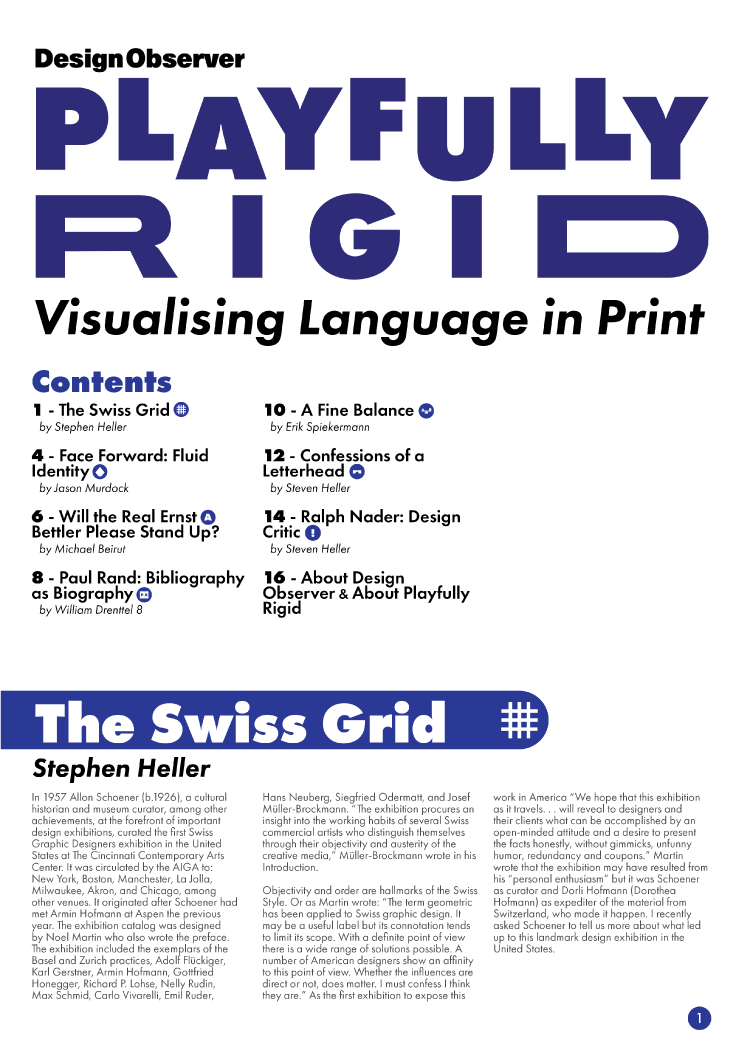 DesignObserver
PLAYFULLY
RIGID
Visualising Language in Print
Contents
1 - The Swiss Grid
by Stephen Heller
4 - Face Forward: Fluid
Identity
by Jason Murdock
6 - Will the Real Ernst A
Bettler Please Stand Up?
by Michael Beirut
8 - Paul Rand: Bibliography
as Biography
by William Drenttel 8
10 - A Fine Balance
by Erik Spiekermann
12 - Confessions of a
Letterhead
by Steven Heller
14 - Ralph Nader: Design
Critic !
by Steven Heller
16 - About Design
Observer & About Playfully
Rigid
The Swiss Grid
Stephen Heller
In 1957 Allon Schoener (b.1926), a cultural
historian and museum curator, among other
achievements, at the forefront of important
design exhibitions, curated the first Swiss
Graphic Designers exhibition in the United
States at The Cincinnati Contemporary Arts
Center. It was circulated by the AIGA to:
New York, Boston, Manchester, La Jolla,
Milwaukee, Akron, and Chicago, among
other venues. It originated after Schoener had
met Armin Hofmann at Aspen the previous
year. The exhibition catalog was designed
by Noel Martin who also wrote the preface.
The exhibition included the exemplars of the
Basel and Zurich practices, Adolf Flückiger,
Karl Gerstner, Armin Hofmann, Gottfried
Honegger, Richard P. Lohse, Nelly Rudin,
Max Schmid, Carlo Vivarelli, Emil Ruder,
Hans Neuberg, Siegfried Odermatt, and Josef
Müller-Brockmann. "The exhibition procures an
insight into the working habits of several Swiss
commercial artists who distinguish themselves
through their objectivity and austerity of the
creative media," Müller-Brockmann wrote in his
Introduction.
Objectivity and order are hallmarks of the Swiss
Style. Or as Martin wrote: "The term geometric
has been applied to Swiss graphic design. It
may be a useful label but its connotation tends
to limit its scope. With a definite point of view
there is a wide range of solutions possible. A
number of American designers show an affinity
to this point of view. Whether the influences are
direct or not, does matter. I must confess I think
they are." As the first exhibition to expose this
work in America "We hope that this exhibition
as it travels. . . will reveal to designers and
their clients what can be accomplished by an
open-minded attitude and a desire to present
the facts honestly, without gimmicks, unfunny
humor, redundancy and coupons." Martin
wrote that the exhibition may have resulted from
his "personal enthusiasm" but it was Schoener
as curator and Dorli Hofmann (Dorothea
Hofmann) as expediter of the material from
Switzerland, who made it happen. I recently
asked Schoener to tell us more about what led
up to this landmark design exhibition in the
United States.
1